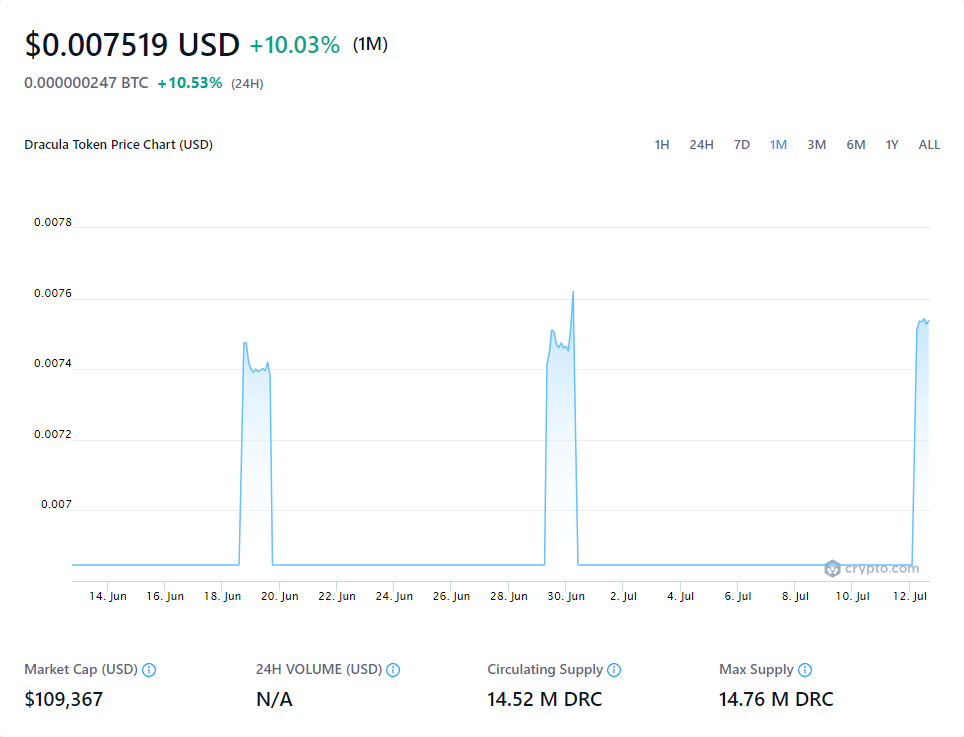 $0.007519 USD +10.03% (1M)
0.000000247 BTC +10.53% (24H)
Dracula Token Price Chart (USD) 1H 24H 7D 1M 3M 6M 1Y ALL
0.0078
0.0076
0.0074
0.0072
0.007
crypto.com
14. Jun 16. Jun 18. Jun 20. Jun 22. Jun 24. Jun 26. Jun 28. Jun 30. Jun 2. Jul 4. Jul 6. Jul 8. Jul 10. Jul 12. Jul
Market Cap (USD) 24H VOLUME (USD) Circulating Supply Max Supply
$109,367 N/A 14.52 M DRC 14.76 M DRC